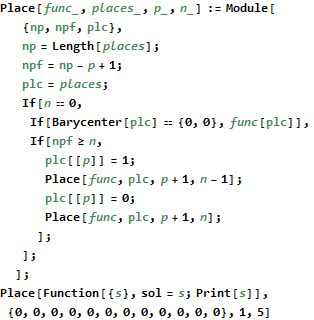 Place[func_, places_, p_, n_] := Module[
{np, npf, plc},
np = Length[places];
npf = np - p + 1;
plc = places;
If[n == 0,
If[Barycenter[plc] == {0, 0}, func[plc]],
If[npf ≥ n,
plc[[p]] = 1;
Place[func, plc, p + 1, n - 1];
plc[[p]] = 0;
Place[func, plc, p + 1, n];
];
];
];
Place[Function[{s}, sol = s; Print[s]],
{0, 0, 0, 0, 0, 0, 0, 0, 0, 0, 0, 0}, 1, 5]